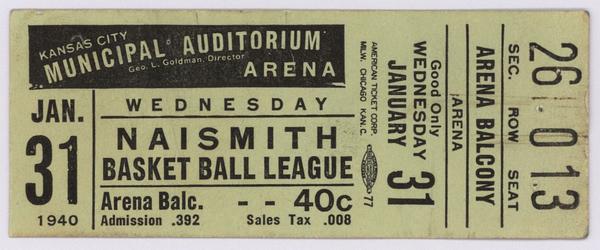 KANSAS CITY
MUNICIPAL AUDITORIUM
Geo. L. Goldman, Director
ARENA
JAN.
31
1940
WEDNESDAY
NAISMITH
BASKET BALL LEAGUE
Arena Balc. - - 40c
Admission .392 Sales Tax .008
AMERICAN TICKET CORP.
MILW. CHICAGO KAN. C.
77
Good Only
WEDNESDAY
JANUARY 31
ARENA
ARENA BALCONY
SEC. ROW SEAT
26 0 13